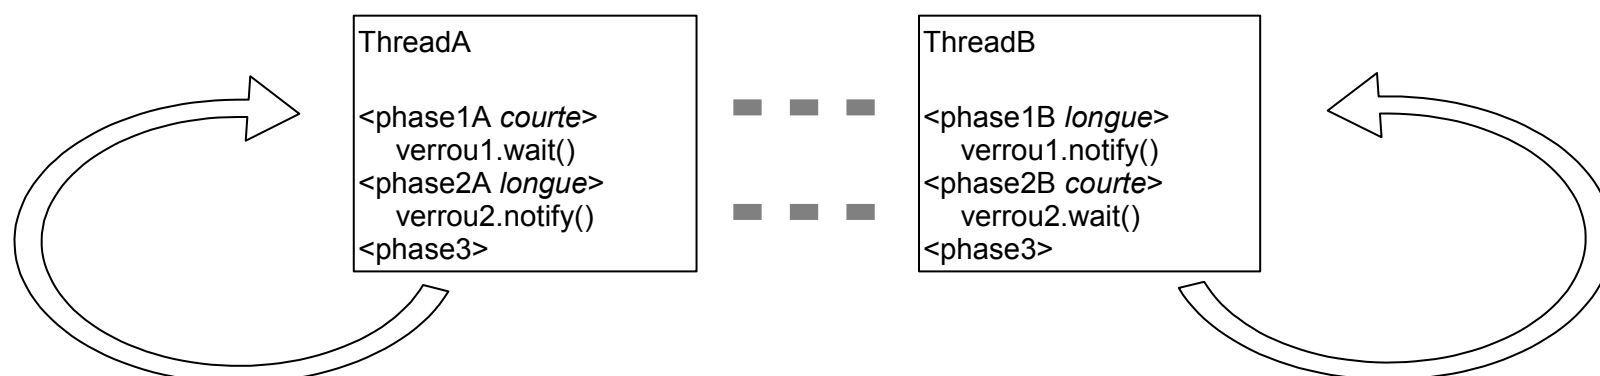 ThreadA
<phase1A courte>
verrou1.wait()
<phase2A longue>
verrou2.notify()
<phase3>
ThreadB
<phase1B longue>
verrou1.notify()
<phase2B courte>
verrou2.wait()
<phase3>